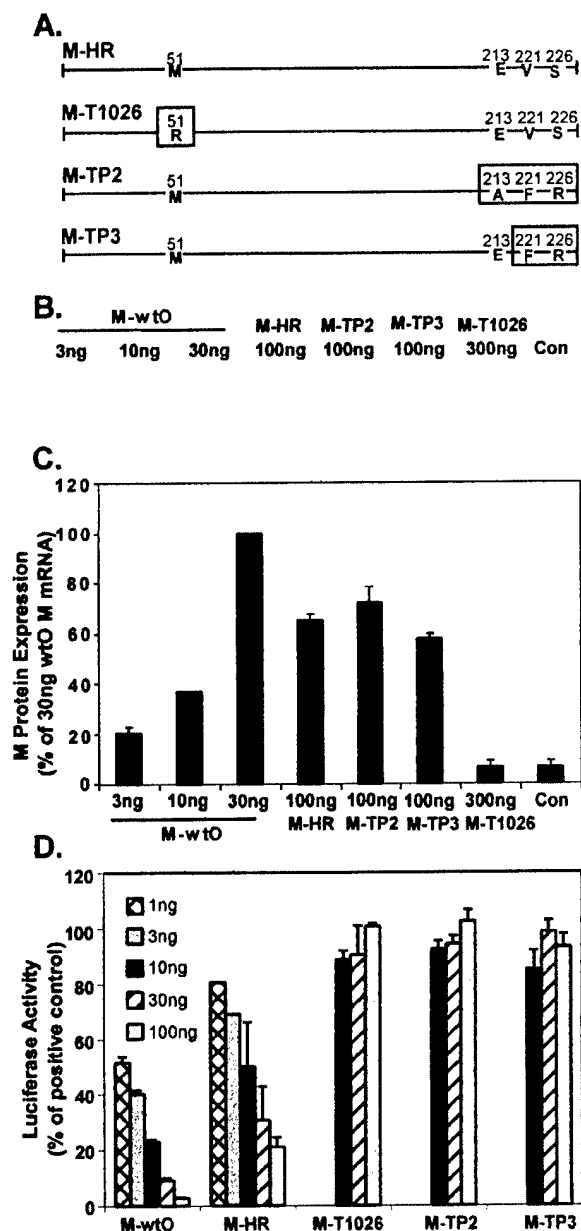 A.
M-HR
51
M
213 221 226
E V S
M-T1026
51
R
213 221 226
E V S
M-TP2
51
M
213 221 226
A F R
M-TP3
51
M
213 221 226
E F R
B.
M-wtO M-HR M-TP2 M-TP3 M-T1026
3ng 10ng 30ng 100ng 100ng 100ng 300ng Con
C.
M Protein Expression
(% of 30ng wtO M mRNA)
120
100
80
60
40
20
0
3ng 10ng 30ng 100ng 100ng 100ng 300ng Con
M-wtO M-HR M-TP2 M-TP3 M-T1026
D.
Luciferase Activity
(% of positive control)
120
100
80
60
40
20
0
1ng
3ng
10ng
30ng
100ng
M-wtO M-HR M-T1026 M-TP2 M-TP3